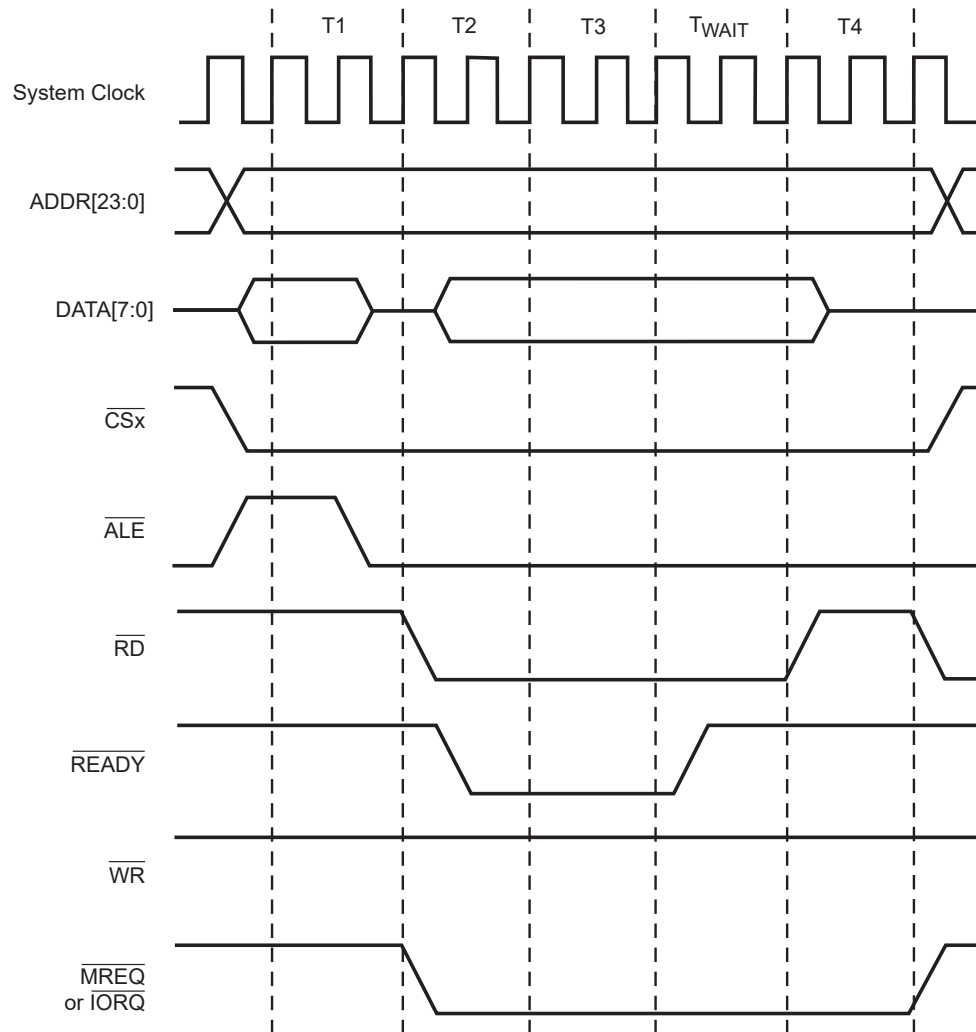 T1 T2 T3 TWAIT T4
System Clock
ADDR[23:0]
DATA[7:0]
CSx
ALE
RD
READY
WR
MREQ
or IORQ